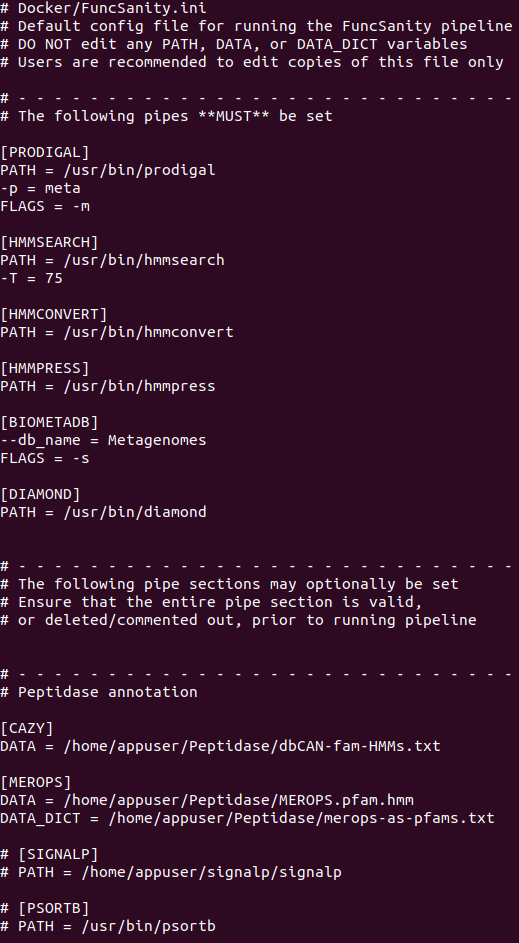 # Docker/FuncSanity.ini
# Default config file for running the FuncSanity pipeline
# DO NOT edit any PATH, DATA, or DATA_DICT variables
# Users are recommended to edit copies of this file only
# - - - - - - - - - - - - - - - - - - - - - - - - - - - -
# The following pipes **MUST** be set
[PRODIGAL]
PATH = /usr/bin/prodigal
-p = meta
FLAGS = -m
[HMMSEARCH]
PATH = /usr/bin/hmmsearch
-T = 75
[HMMCONVERT]
PATH = /usr/bin/hmmconvert
[HMMPRESS]
PATH = /usr/bin/hmmpress
[BIOMETADB]
--db_name = Metagenomes
FLAGS = -s
[DIAMOND]
PATH = /usr/bin/diamond
# - - - - - - - - - - - - - - - - - - - - - - - - - - - -
# The following pipe sections may optionally be set
# Ensure that the entire pipe section is valid,
# or deleted/commented out, prior to running pipeline
# - - - - - - - - - - - - - - - - - - - - - - - - - - - -
# Peptidase annotation
[CAZY]
DATA = /home/appuser/Peptidase/dbCAN-fam-HMMs.txt
[MEROPS]
DATA = /home/appuser/Peptidase/MEROPS.pfam.hmm
DATA_DICT = /home/appuser/Peptidase/merops-as-pfams.txt
# [SIGNALP]
# PATH = /home/appuser/signalp/signalp
# [PSORTB]
# PATH = /usr/bin/psortb